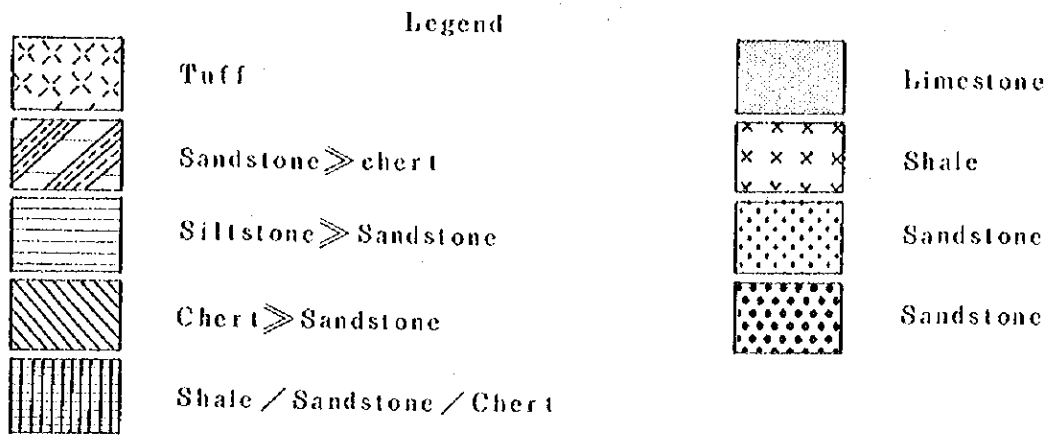 Legend
Tuff
Sandstone≫chert
Siltstone≫Sandstone
Chert≫Sandstone
Shale／Sandstone／Chert
Limestone
Shale
Sandstone
Sandstone